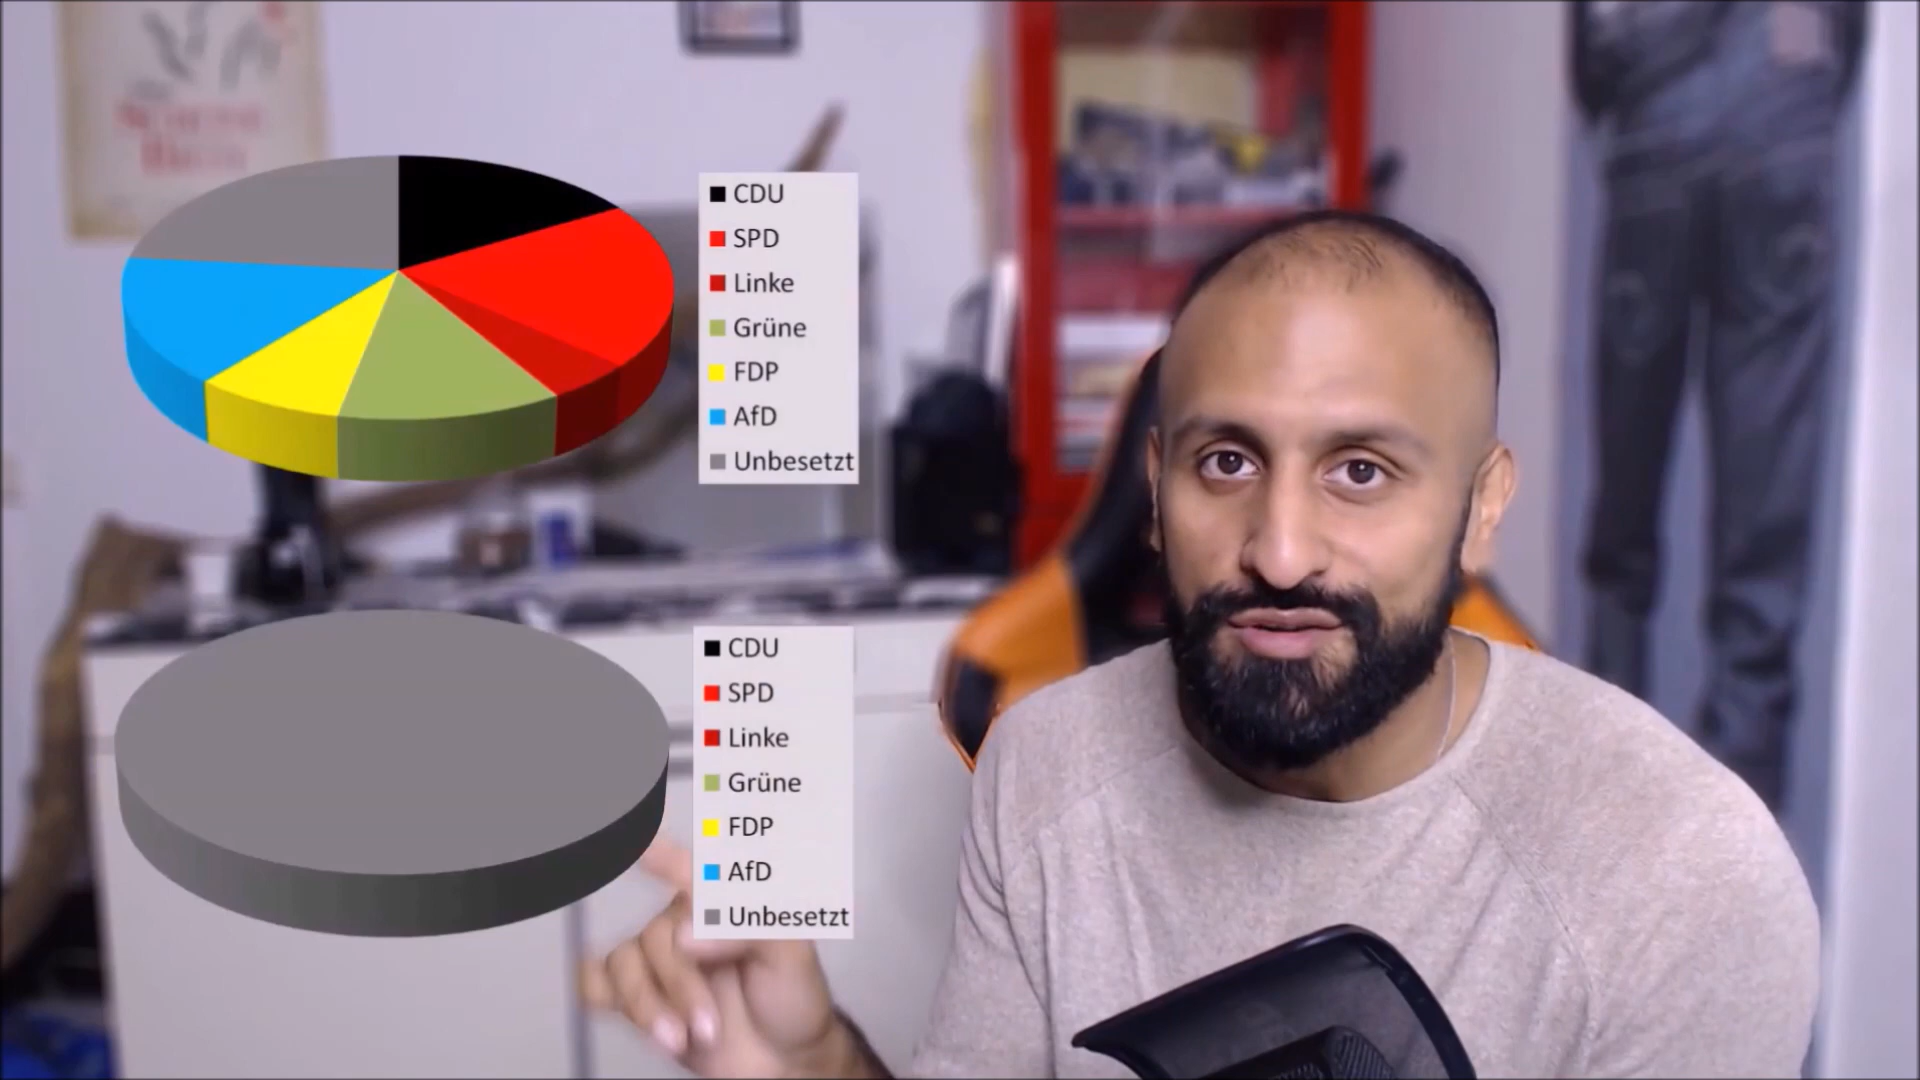 CDU
SPD
Linke
Grüne
FDP
AfD
Unbesetzt
CDU
SPD
Linke
Grüne
FDP
AfD
Unbesetzt